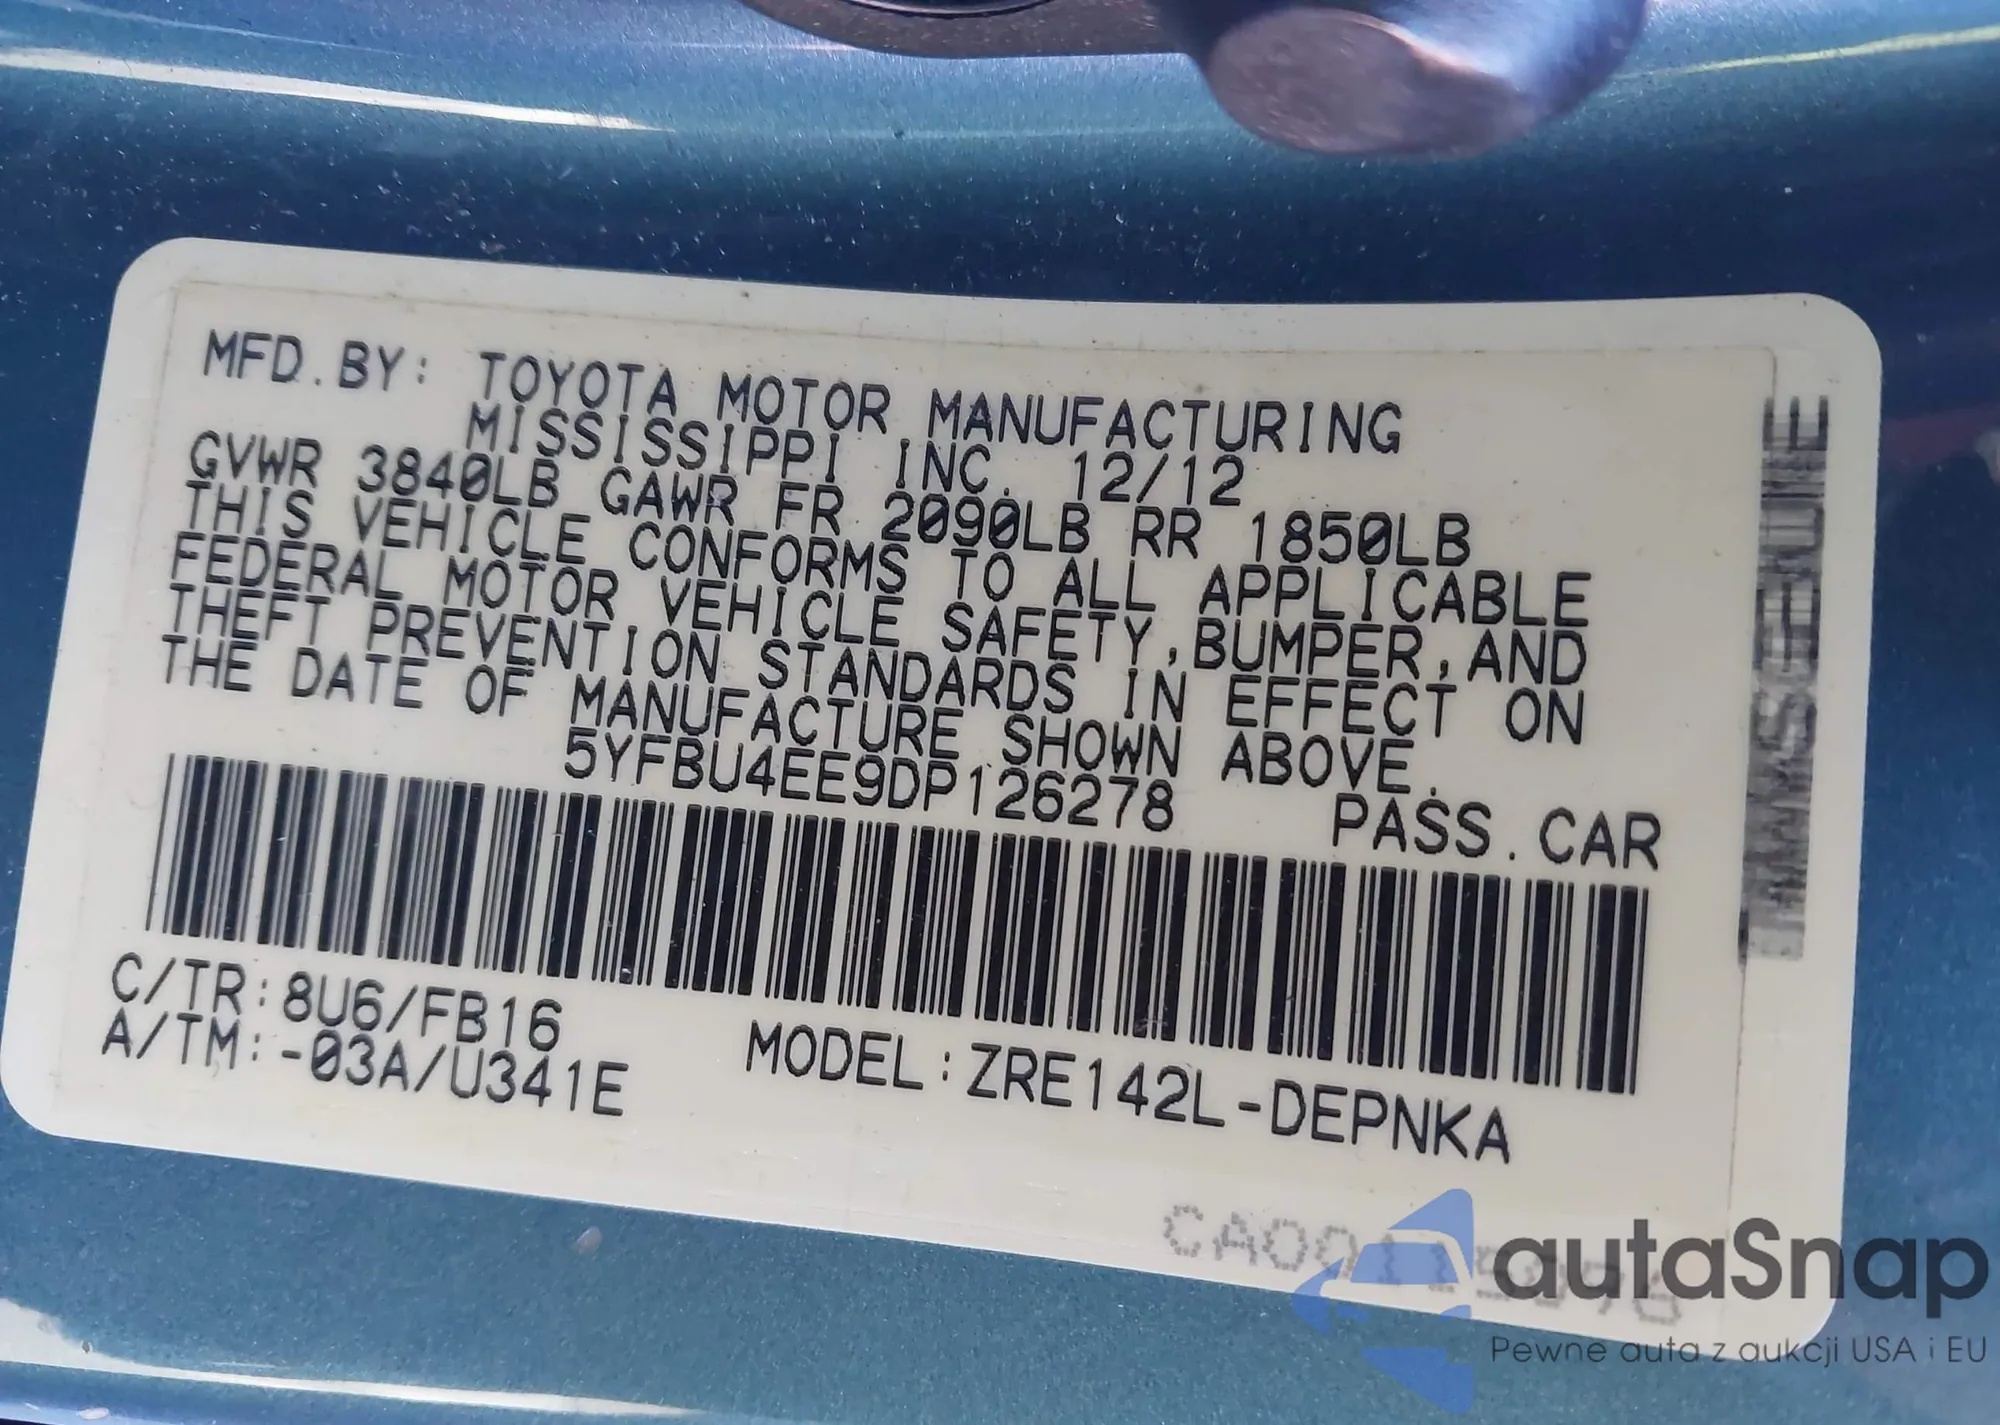 MFD.BY: TOYOTA MOTOR MANUFACTURING
MISSISSIPPI INC. 12/12
GVWR 3840LB GAWR FR 2090LB RR 1850LB
THIS VEHICLE CONFORMS TO ALL APPLICABLE
FEDERAL MOTOR VEHICLE SAFETY,BUMPER,AND
THEFT PREVENTION STANDARDS IN EFFECT ON
THE DATE OF MANUFACTURE SHOWN ABOVE.
5YFBU4EE9DP126278 PASS.CAR
C/TR:8U6/FB16
A/TM:-03A/U341E
MODEL:ZRE142L-DEPNKA
autaSnap
Pewne auta z aukcji USA i EU